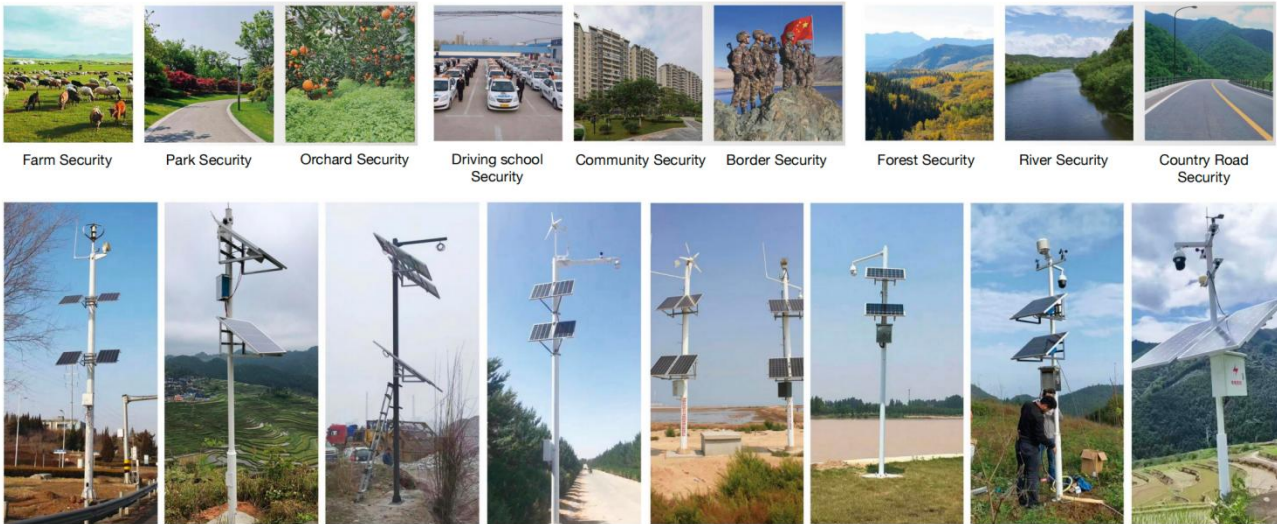 Farm Security
Park Security
Orchard Security
Driving school
Security
Community Security
Border Security
Forest Security
River Security
Country Road
Security